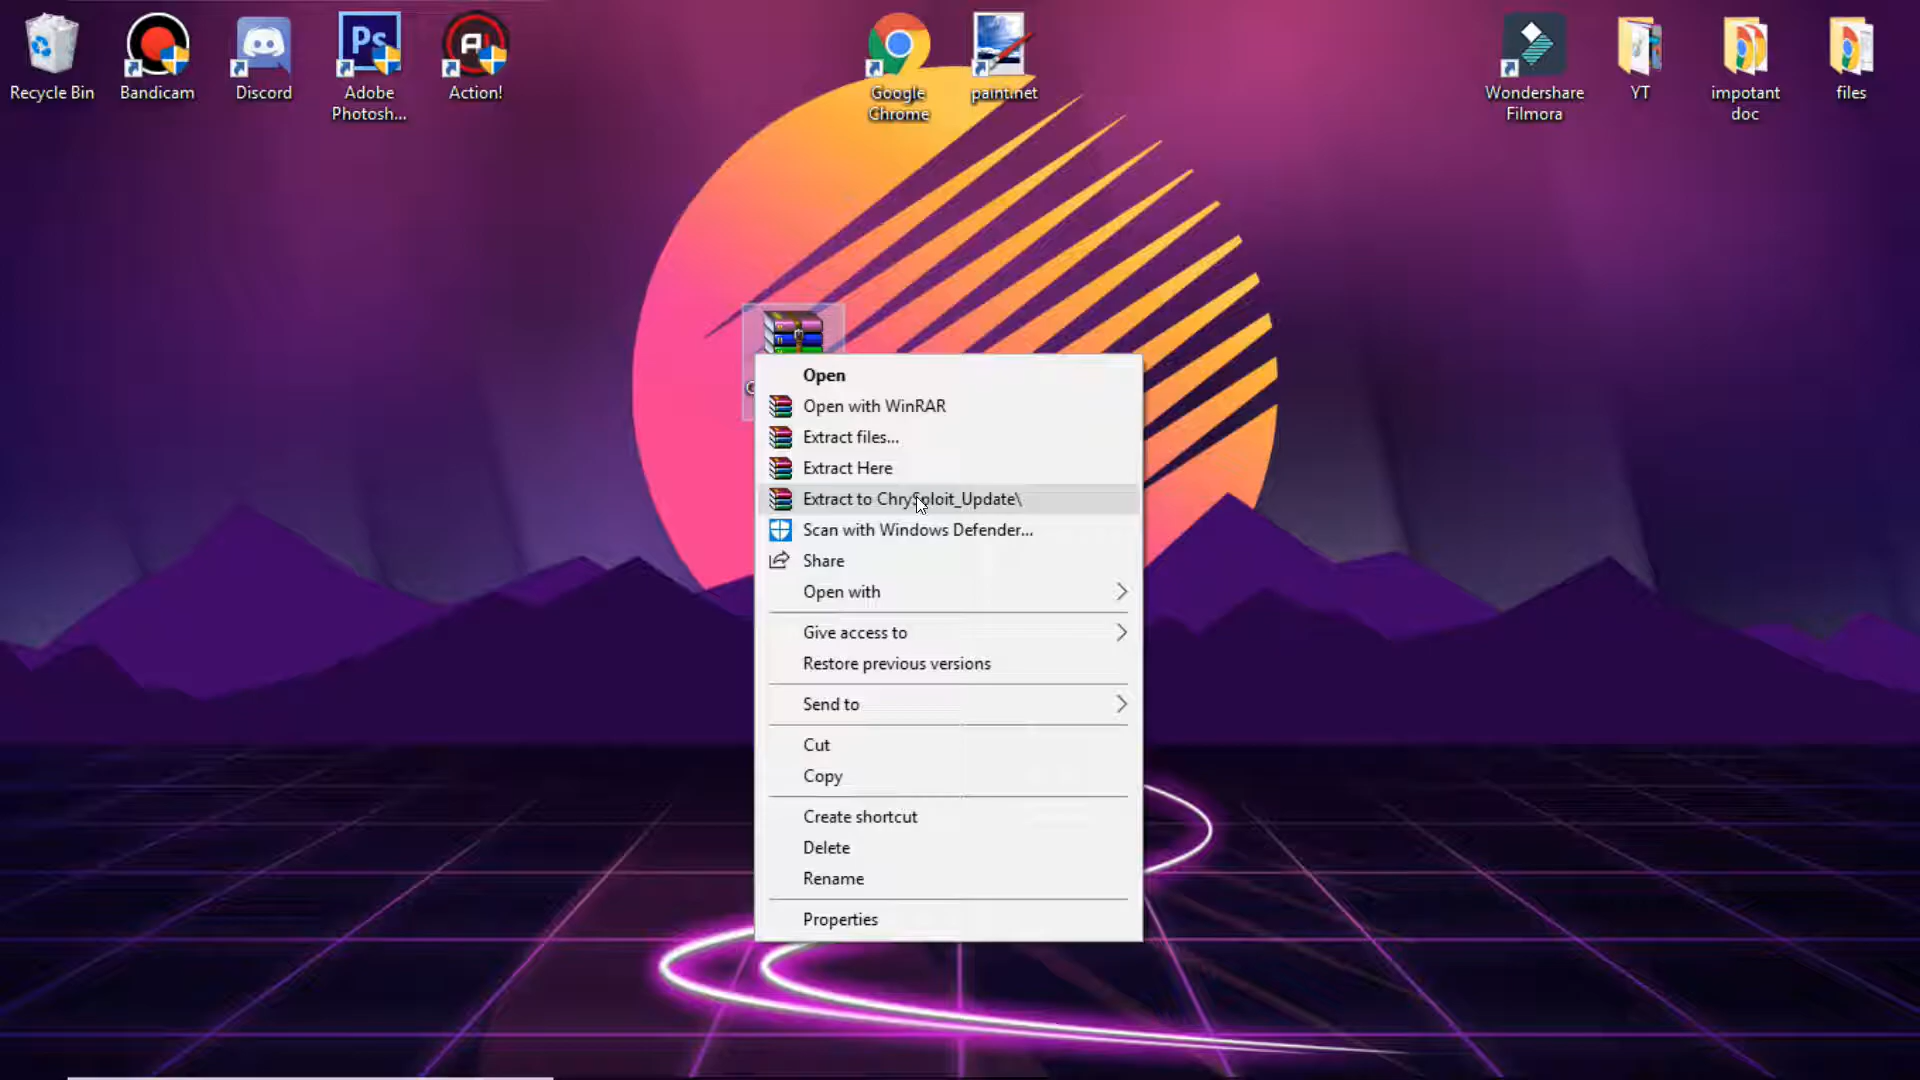 Recycle Bin
Bandicam
Discord
Adobe
Photosh...
Action!
Google
Chrome
paint.net
Wondershare
Filmora
YT
impotant
doc
files
Ps
Open
Open with WinRAR
Extract files...
Extract Here
Extract to ChrySploit_Update\
Scan with Windows Defender...
Share
Open with
Give access to
Restore previous versions
Send to
Cut
Copy
Create shortcut
Delete
Rename
Properties